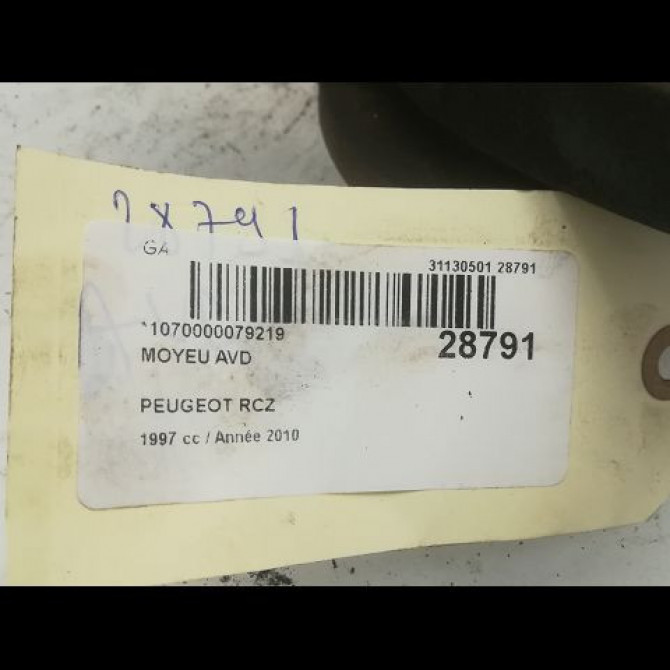 28791
GA
31130501 28791
*1070000079219
28791
MOYEU AVD
PEUGEOT RCZ
1997 cc / Année 2010